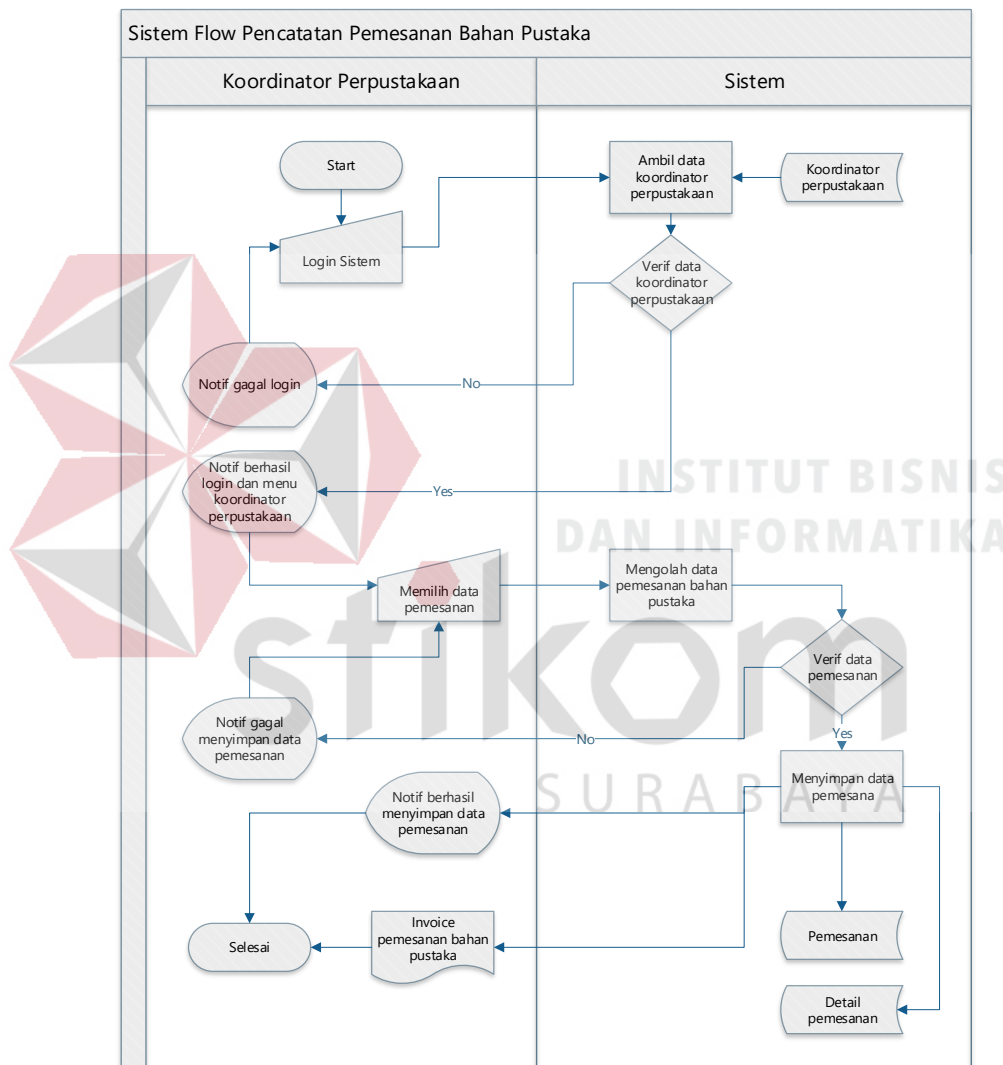 Sistem Flow Pencatatan Pemesanan Bahan Pustaka
Koordinator Perpustakaan
Sistem
Start
Ambil data
koordinator
perpustakaan
Koordinator
perpustakaan
Login Sistem
Verif data
koordinator
perpustakaan
Notif gagal login
No
Notif berhasil
login dan menu
koordinator
perpustakaan
Yes
INSTITUT BISNIS
DAN INFORMATIKA
Memilih data
pemesanan
Mengolah data
pemesanan bahan
pustaka
stikom
Verif data
pemesanan
Notif gagal
menyimpan data
pemesanan
No
Yes
Menyimpan data
pemesana
SURABAYA
Notif berhasil
menyimpan data
pemesanan
Selesai
Invoice
pemesanan bahan
pustaka
Pemesanan
Detail
pemesanan